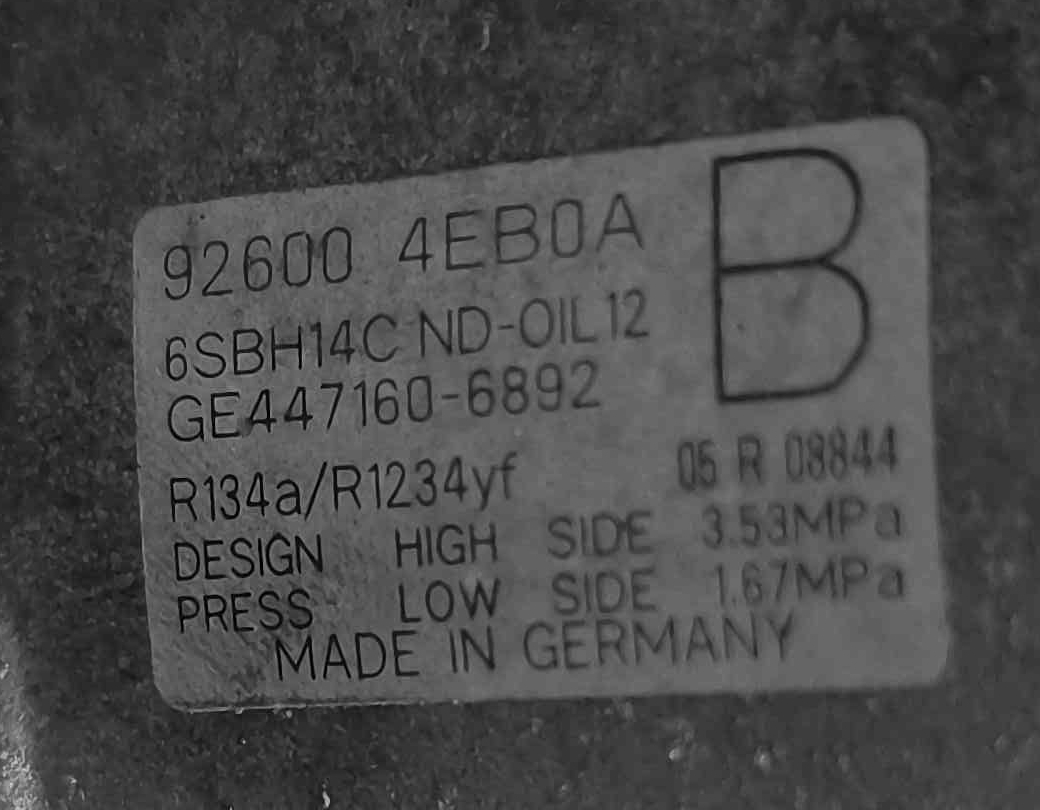 92600 4EB0A
B
6SBH14C ND-OIL12
GE447160-6892
R134a/R1234yf
05 R 08844
DESIGN HIGH SIDE 3.53MPa
PRESS LOW SIDE 1.67MPa
MADE IN GERMANY